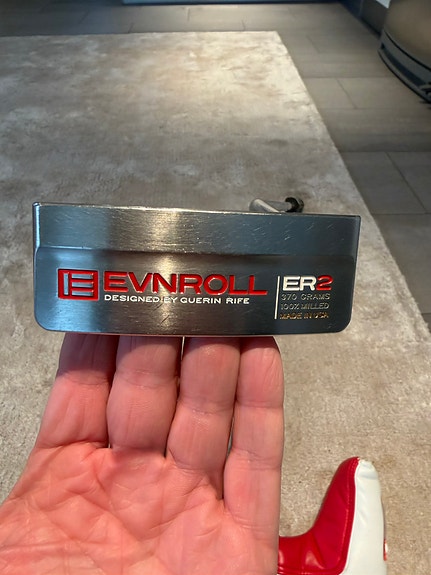 E EVNROLL
DESIGNED BY GUERIN RIFE
ER2
370 GRAMS
100% MILLED
MADE IN USA